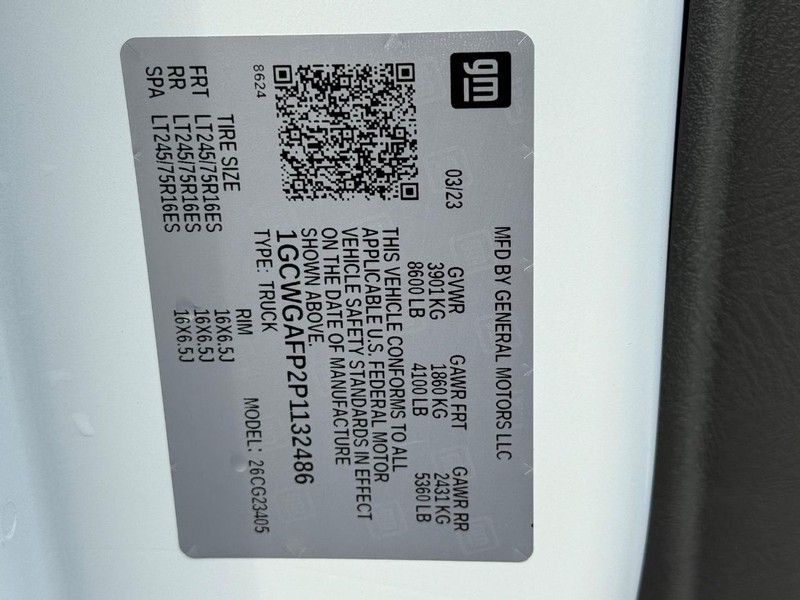 gm
MFD BY GENERAL MOTORS LLC
03/23
GVWR GAWR FRT GAWR RR
3901 KG 1860 KG 2431 KG
8600 LB 4100 LB 5360 LB
THIS VEHICLE CONFORMS TO ALL
APPLICABLE U.S. FEDERAL MOTOR
VEHICLE SAFETY STANDARDS IN EFFECT
ON THE DATE OF MANUFACTURE
SHOWN ABOVE.
1GCWGAFP2P1132486
TYPE: TRUCK
MODEL: 26CG23405
8624
TIRE SIZE RIM
FRT LT245/75R16ES 16X6.5J
RR LT245/75R16ES 16X6.5J
SPA LT245/75R16ES 16X6.5J